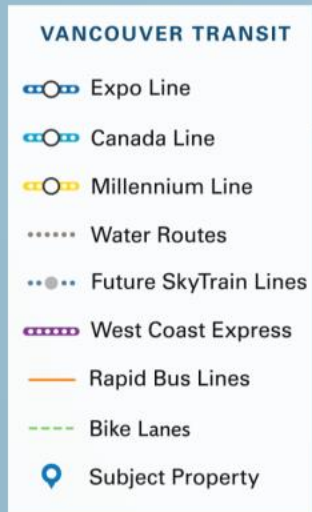 VANCOUVER TRANSIT
Expo Line
Canada Line
Millennium Line
Water Routes
Future SkyTrain Lines
West Coast Express
Rapid Bus Lines
Bike Lanes
Subject Property